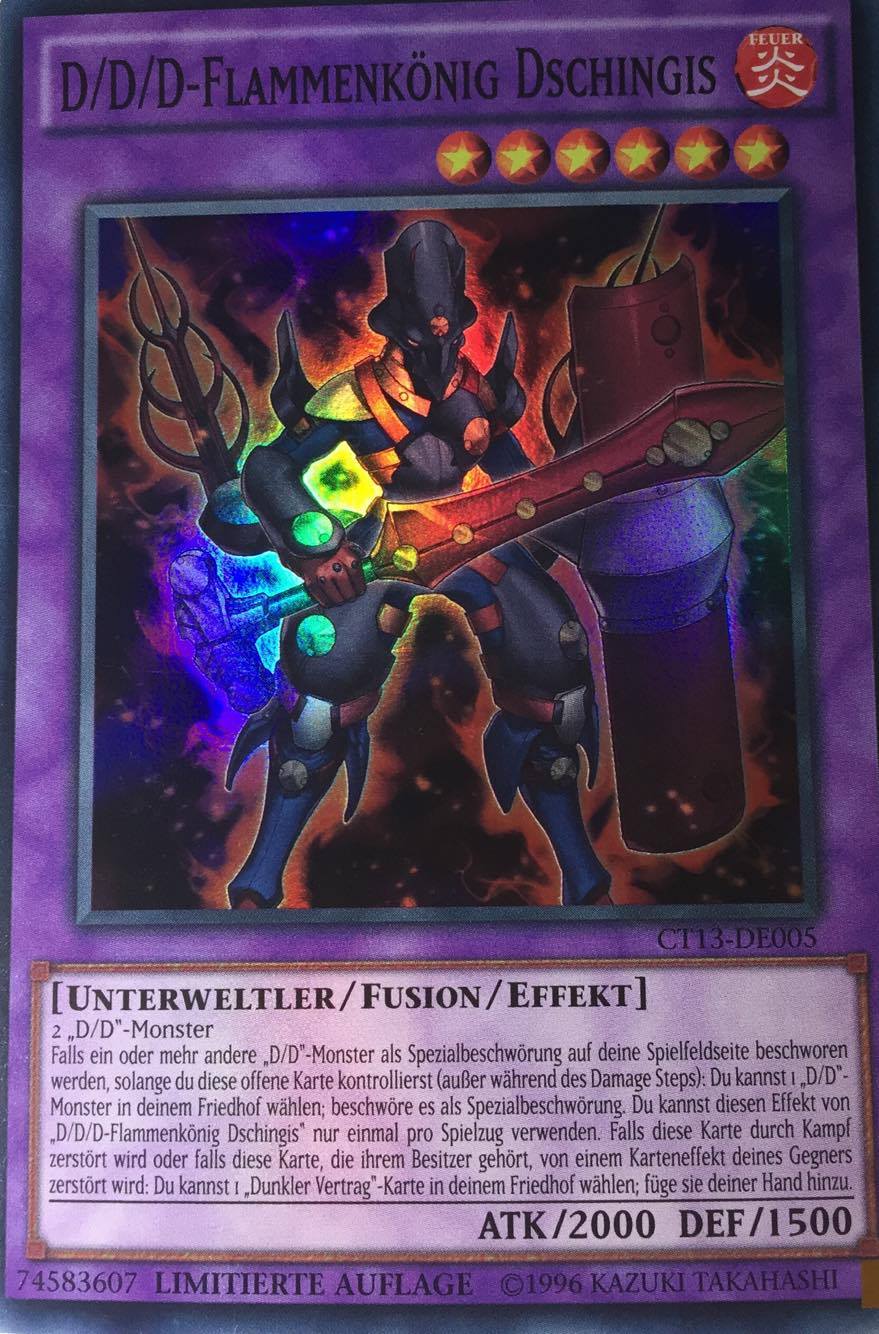 D/D/D-Flammenkönig Dschingis
FEUER
炎
CT13-DE005
[Unterweltler/Fusion/Effekt]
2 „D/D"-Monster
Falls ein oder mehr andere „D/D"-Monster als Spezialbeschwörung auf deine Spielfeldseite beschworen
werden, solange du diese offene Karte kontrollierst (außer während des Damage Steps): Du kannst 1 „D/D"-
Monster in deinem Friedhof wählen; beschwöre es als Spezialbeschwörung. Du kannst diesen Effekt von
„D/D/D-Flammenkönig Dschingis" nur einmal pro Spielzug verwenden. Falls diese Karte durch Kampf
zerstört wird oder falls diese Karte, die ihrem Besitzer gehört, von einem Karteneffekt deines Gegners
zerstört wird: Du kannst 1 „Dunkler Vertrag"-Karte in deinem Friedhof wählen; füge sie deiner Hand hinzu.
ATK/2000 DEF/1500
74583607 LIMITIERTE AUFLAGE ©1996 KAZUKI TAKAHASHI